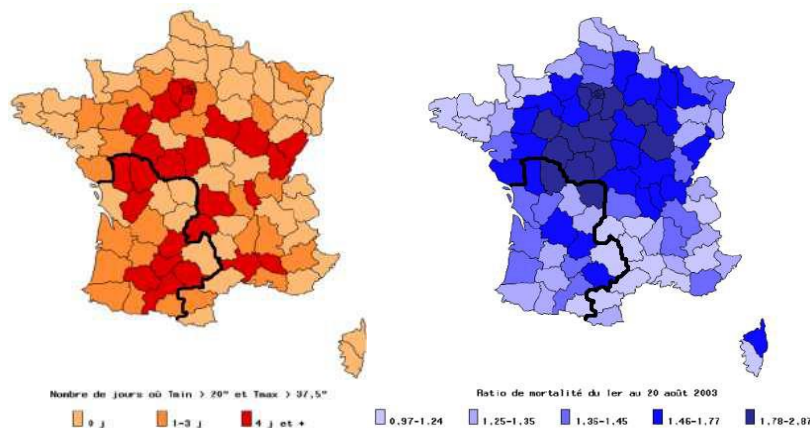 Nombre de jours où Tmin > 20° et Tmax > 37,5°
0 j
1-3 j
4 j et +
Ratio de mortalité du 1er au 20 août 2003
0.97-1.24
1.25-1.35
1.35-1.45
1.46-1.77
1.78-2.87